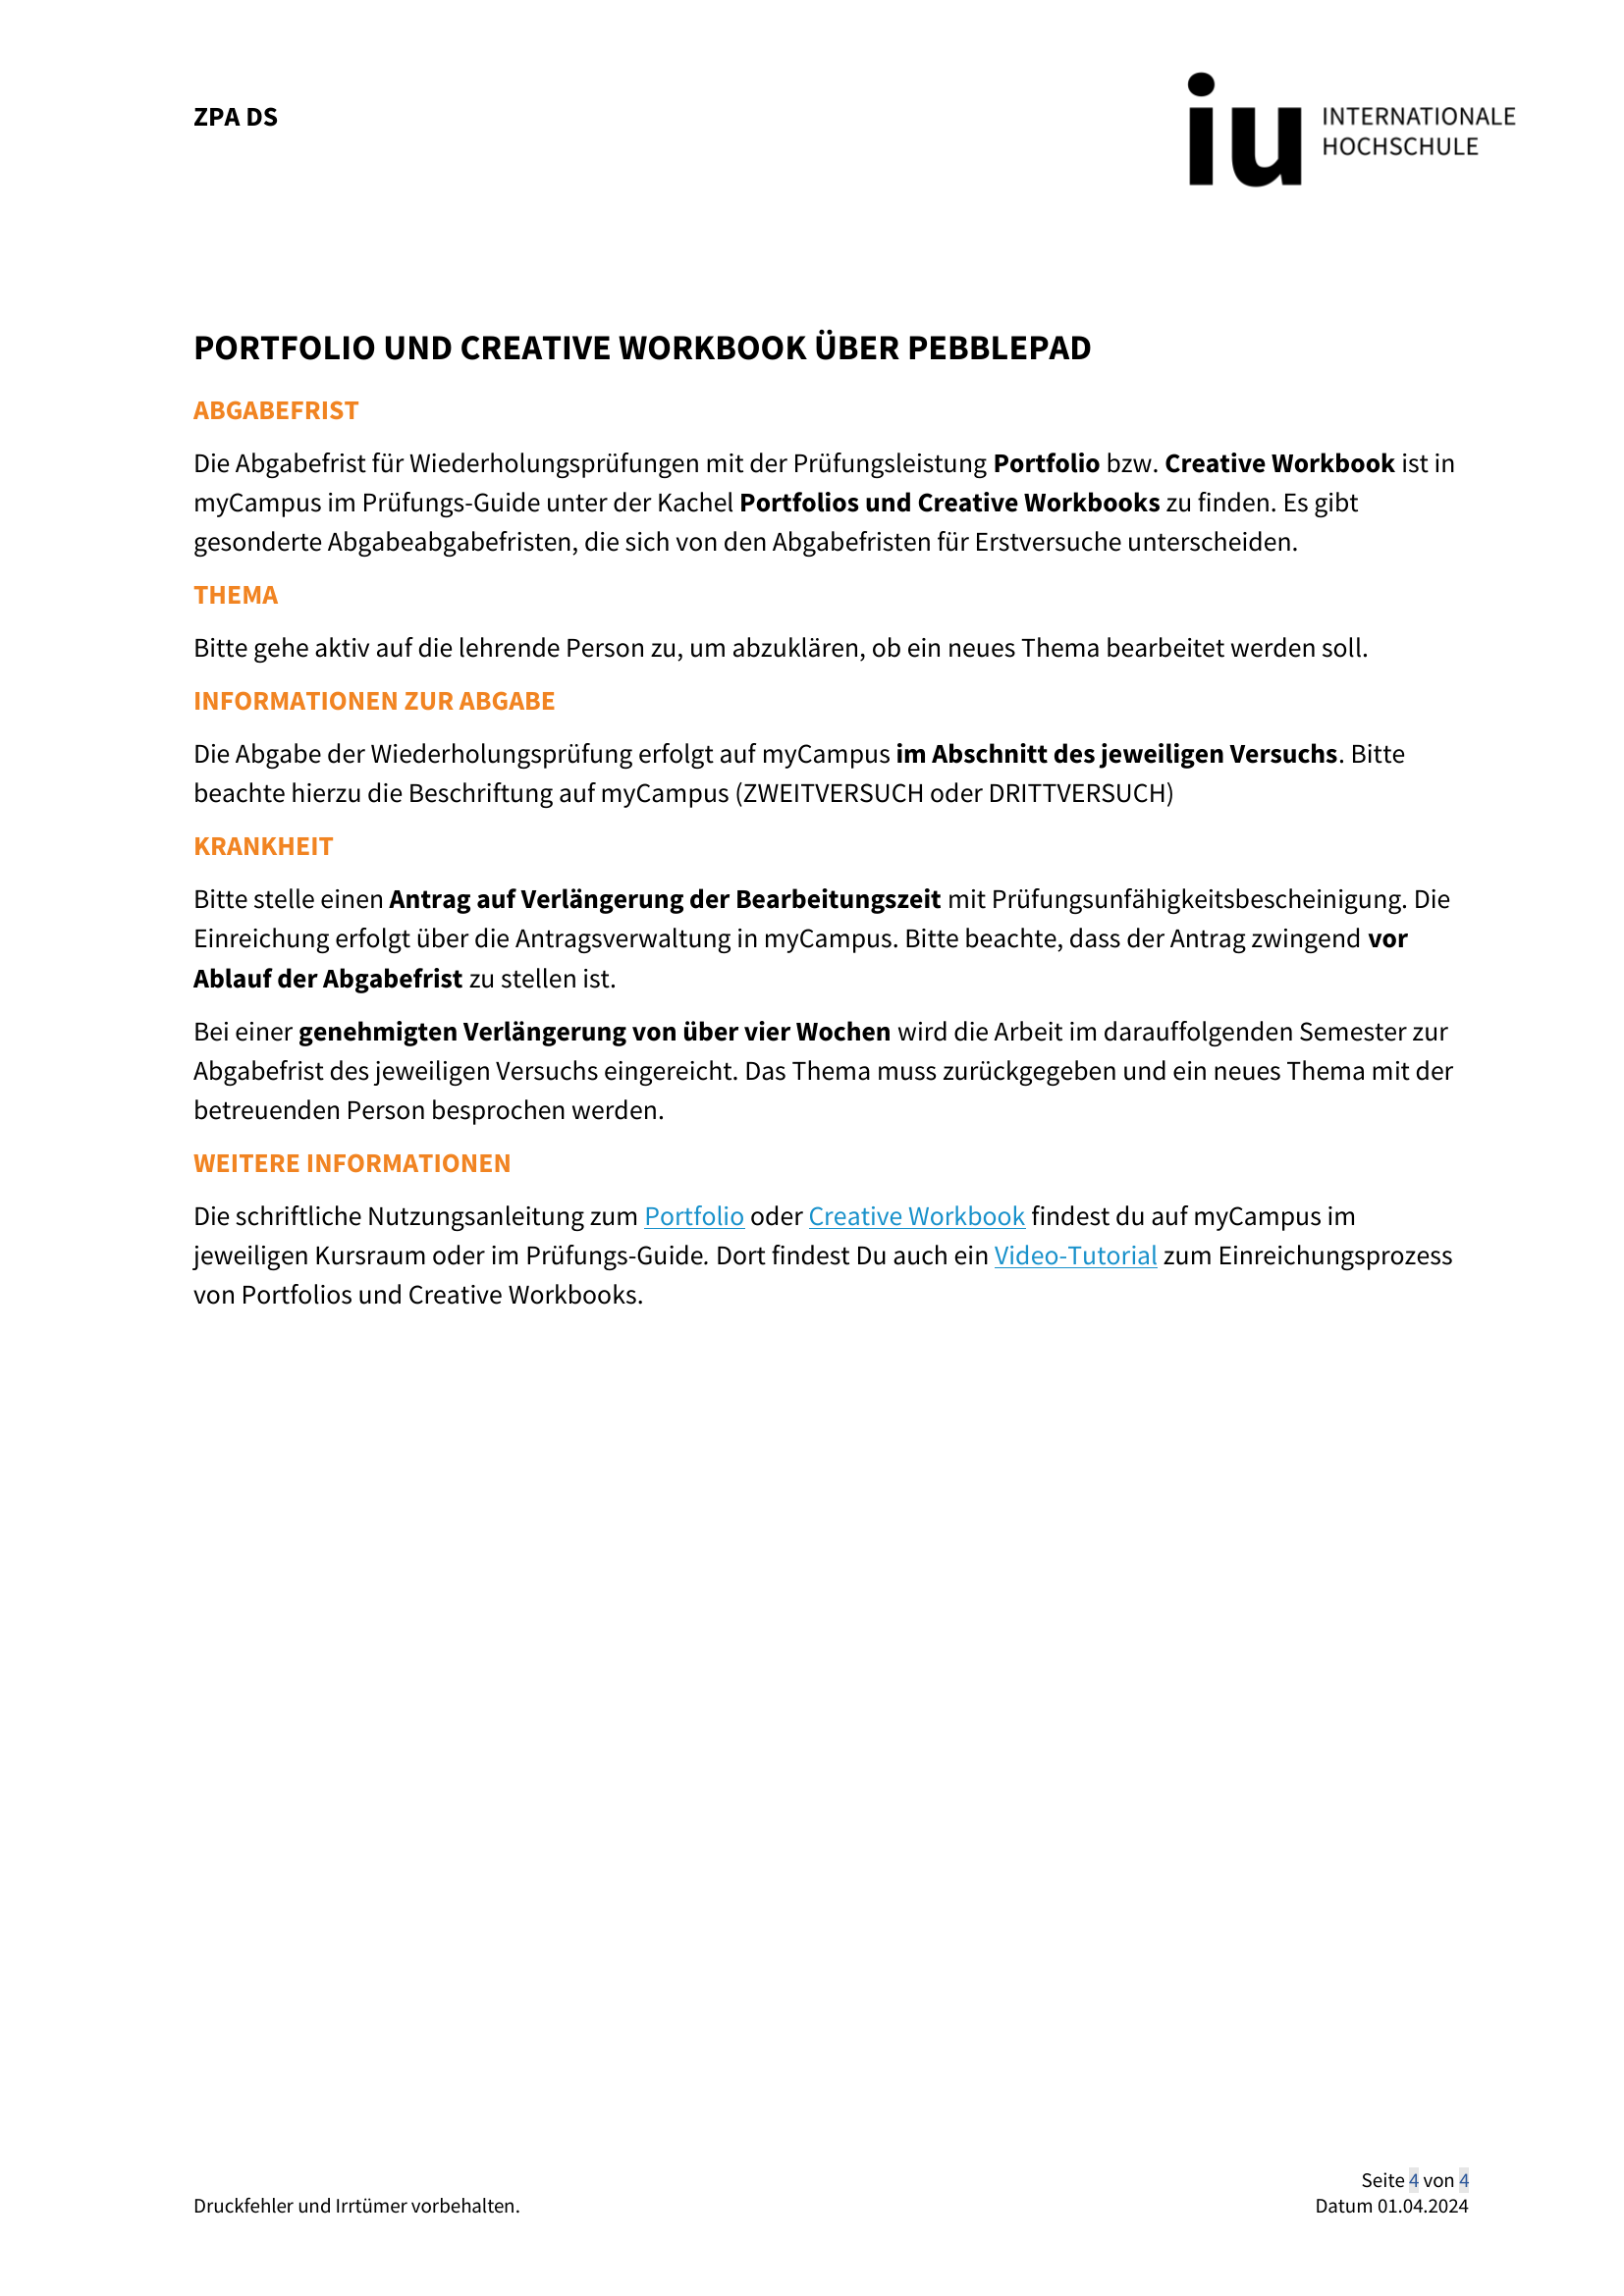 ZPA DS
iu INTERNATIONALE
HOCHSCHULE
PORTFOLIO UND CREATIVE WORKBOOK ÜBER PEBBLEPAD
ABGABEFRIST
Die Abgabefrist für Wiederholungsprüfungen mit der Prüfungsleistung Portfolio bzw. Creative Workbook ist in
myCampus im Prüfungs-Guide unter der Kachel Portfolios und Creative Workbooks zu finden. Es gibt
gesonderte Abgabeabgabefristen, die sich von den Abgabefristen für Erstversuche unterscheiden.
THEMA
Bitte gehe aktiv auf die lehrende Person zu, um abzuklären, ob ein neues Thema bearbeitet werden soll.
INFORMATIONEN ZUR ABGABE
Die Abgabe der Wiederholungsprüfung erfolgt auf myCampus im Abschnitt des jeweiligen Versuchs. Bitte
beachte hierzu die Beschriftung auf myCampus (ZWEITVERSUCH oder DRITTVERSUCH)
KRANKHEIT
Bitte stelle einen Antrag auf Verlängerung der Bearbeitungszeit mit Prüfungsunfähigkeitsbescheinigung. Die
Einreichung erfolgt über die Antragsverwaltung in myCampus. Bitte beachte, dass der Antrag zwingend vor
Ablauf der Abgabefrist zu stellen ist.
Bei einer genehmigten Verlängerung von über vier Wochen wird die Arbeit im darauffolgenden Semester zur
Abgabefrist des jeweiligen Versuchs eingereicht. Das Thema muss zurückgegeben und ein neues Thema mit der
betreuenden Person besprochen werden.
WEITERE INFORMATIONEN
Die schriftliche Nutzungsanleitung zum Portfolio oder Creative Workbook findest du auf myCampus im
jeweiligen Kursraum oder im Prüfungs-Guide. Dort findest Du auch ein Video-Tutorial zum Einreichungsprozess
von Portfolios und Creative Workbooks.
Seite 4 von 4
Druckfehler und Irrtümer vorbehalten.
Datum 01.04.2024